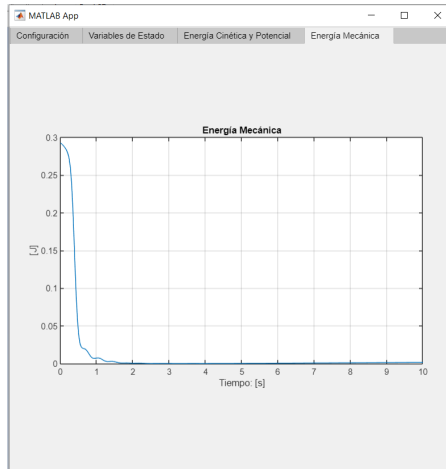 MATLAB App
Configuración Variables de Estado Energía Cinética y Potencial Energía Mecánica
Energía Mecánica
0.3
0.25
0.2
0.15
0.1
0.05
0
[J]
0 1 2 3 4 5 6 7 8 9 10
Tiempo: [s]